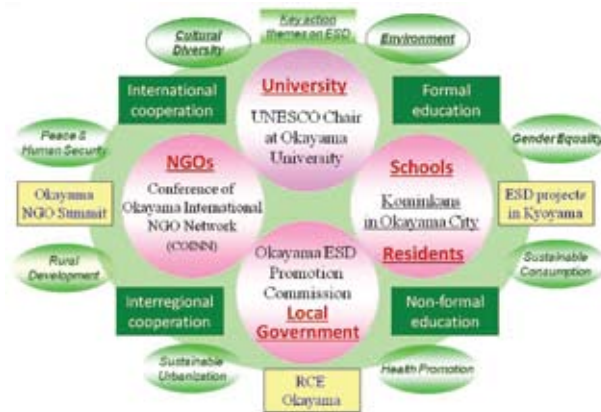 Key action
themes on ESD
Cultural
Diversity
Environment
International
cooperation
University
UNESCO Chair
at Okayama
University
Formal
education
Peace &
Human Security
Gender Equality
NGOs
Conference of
Okayama International
NGO Network
(COINN)
Schools
Kominkans
in Okayama City
Residents
Okayama
NGO Summit
ESD projects
in Kyoyama
Rural
Development
Okayama ESD
Promotion
Commission
Local
Government
Sustainable
Consumption
Interregional
cooperation
Non-formal
education
Sustainable
Urbanization
RCE
Okayama
Health Promotion